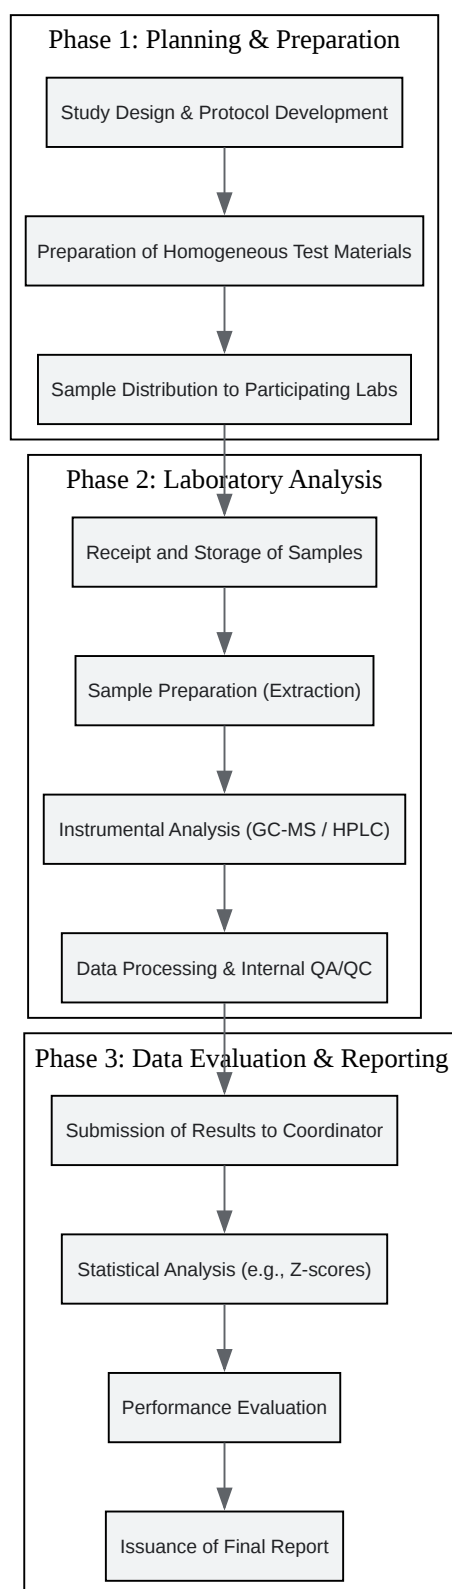 Phase 1: Planning & Preparation
Study Design & Protocol Development
Preparation of Homogeneous Test Materials
Sample Distribution to Participating Labs
Phase 2: Laboratory Analysis
Receipt and Storage of Samples
Sample Preparation (Extraction)
Instrumental Analysis (GC-MS / HPLC)
Data Processing & Internal QA/QC
Phase 3: Data Evaluation & Reporting
Submission of Results to Coordinator
Statistical Analysis (e.g., Z-scores)
Performance Evaluation
Issuance of Final Report